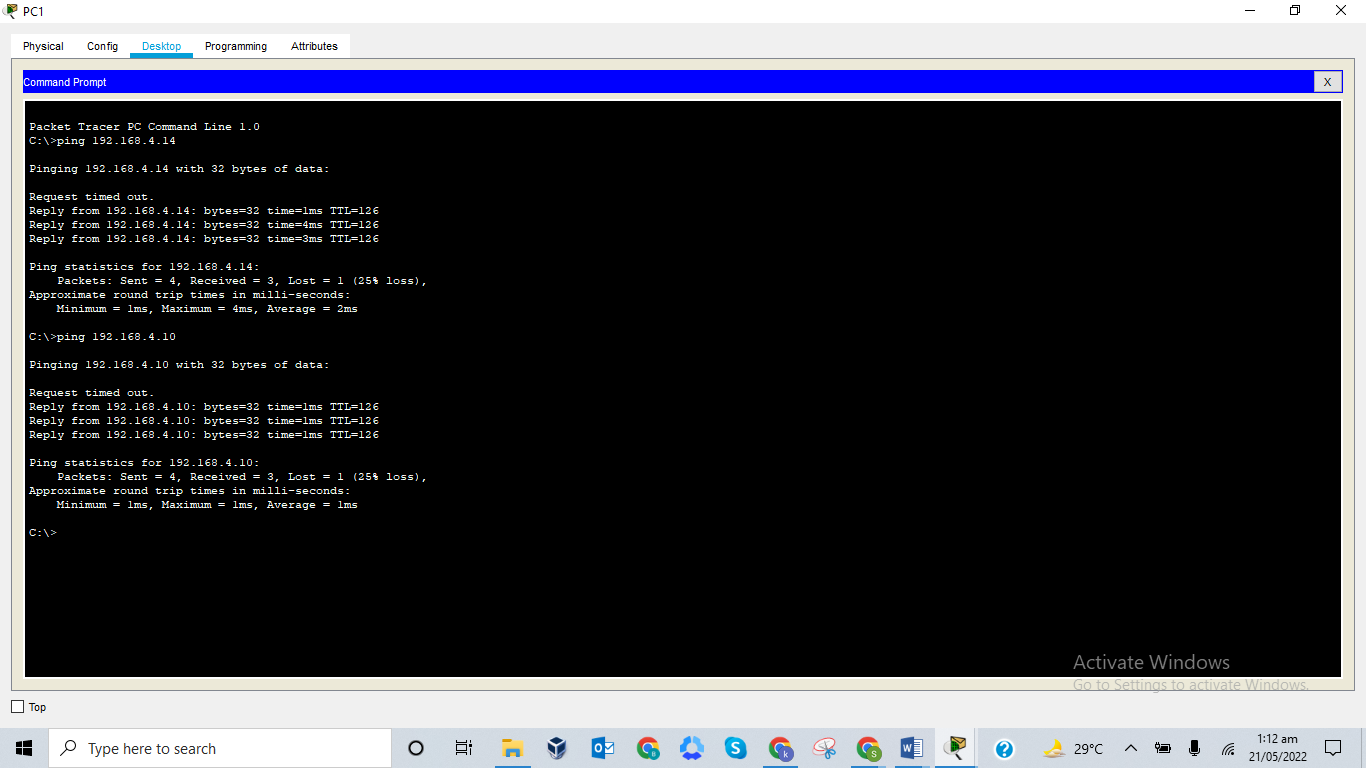 PC1
Physical Config Desktop Programming Attributes
Command Prompt X
Packet Tracer PC Command Line 1.0
C:\>ping 192.168.4.14
Pinging 192.168.4.14 with 32 bytes of data:
Request timed out.
Reply from 192.168.4.14: bytes=32 time=1ms TTL=126
Reply from 192.168.4.14: bytes=32 time=4ms TTL=126
Reply from 192.168.4.14: bytes=32 time=3ms TTL=126
Ping statistics for 192.168.4.14:
Packets: Sent = 4, Received = 3, Lost = 1 (25% loss),
Approximate round trip times in milli-seconds:
Minimum = 1ms, Maximum = 4ms, Average = 2ms
C:\>ping 192.168.4.10
Pinging 192.168.4.10 with 32 bytes of data:
Request timed out.
Reply from 192.168.4.10: bytes=32 time=1ms TTL=126
Reply from 192.168.4.10: bytes=32 time=1ms TTL=126
Reply from 192.168.4.10: bytes=32 time=1ms TTL=126
Ping statistics for 192.168.4.10:
Packets: Sent = 4, Received = 3, Lost = 1 (25% loss),
Approximate round trip times in milli-seconds:
Minimum = 1ms, Maximum = 1ms, Average = 1ms
C:\>
Activate Windows
Go to Settings to activate Windows.
Top
Type here to search
29°C
1:12 am
21/05/2022